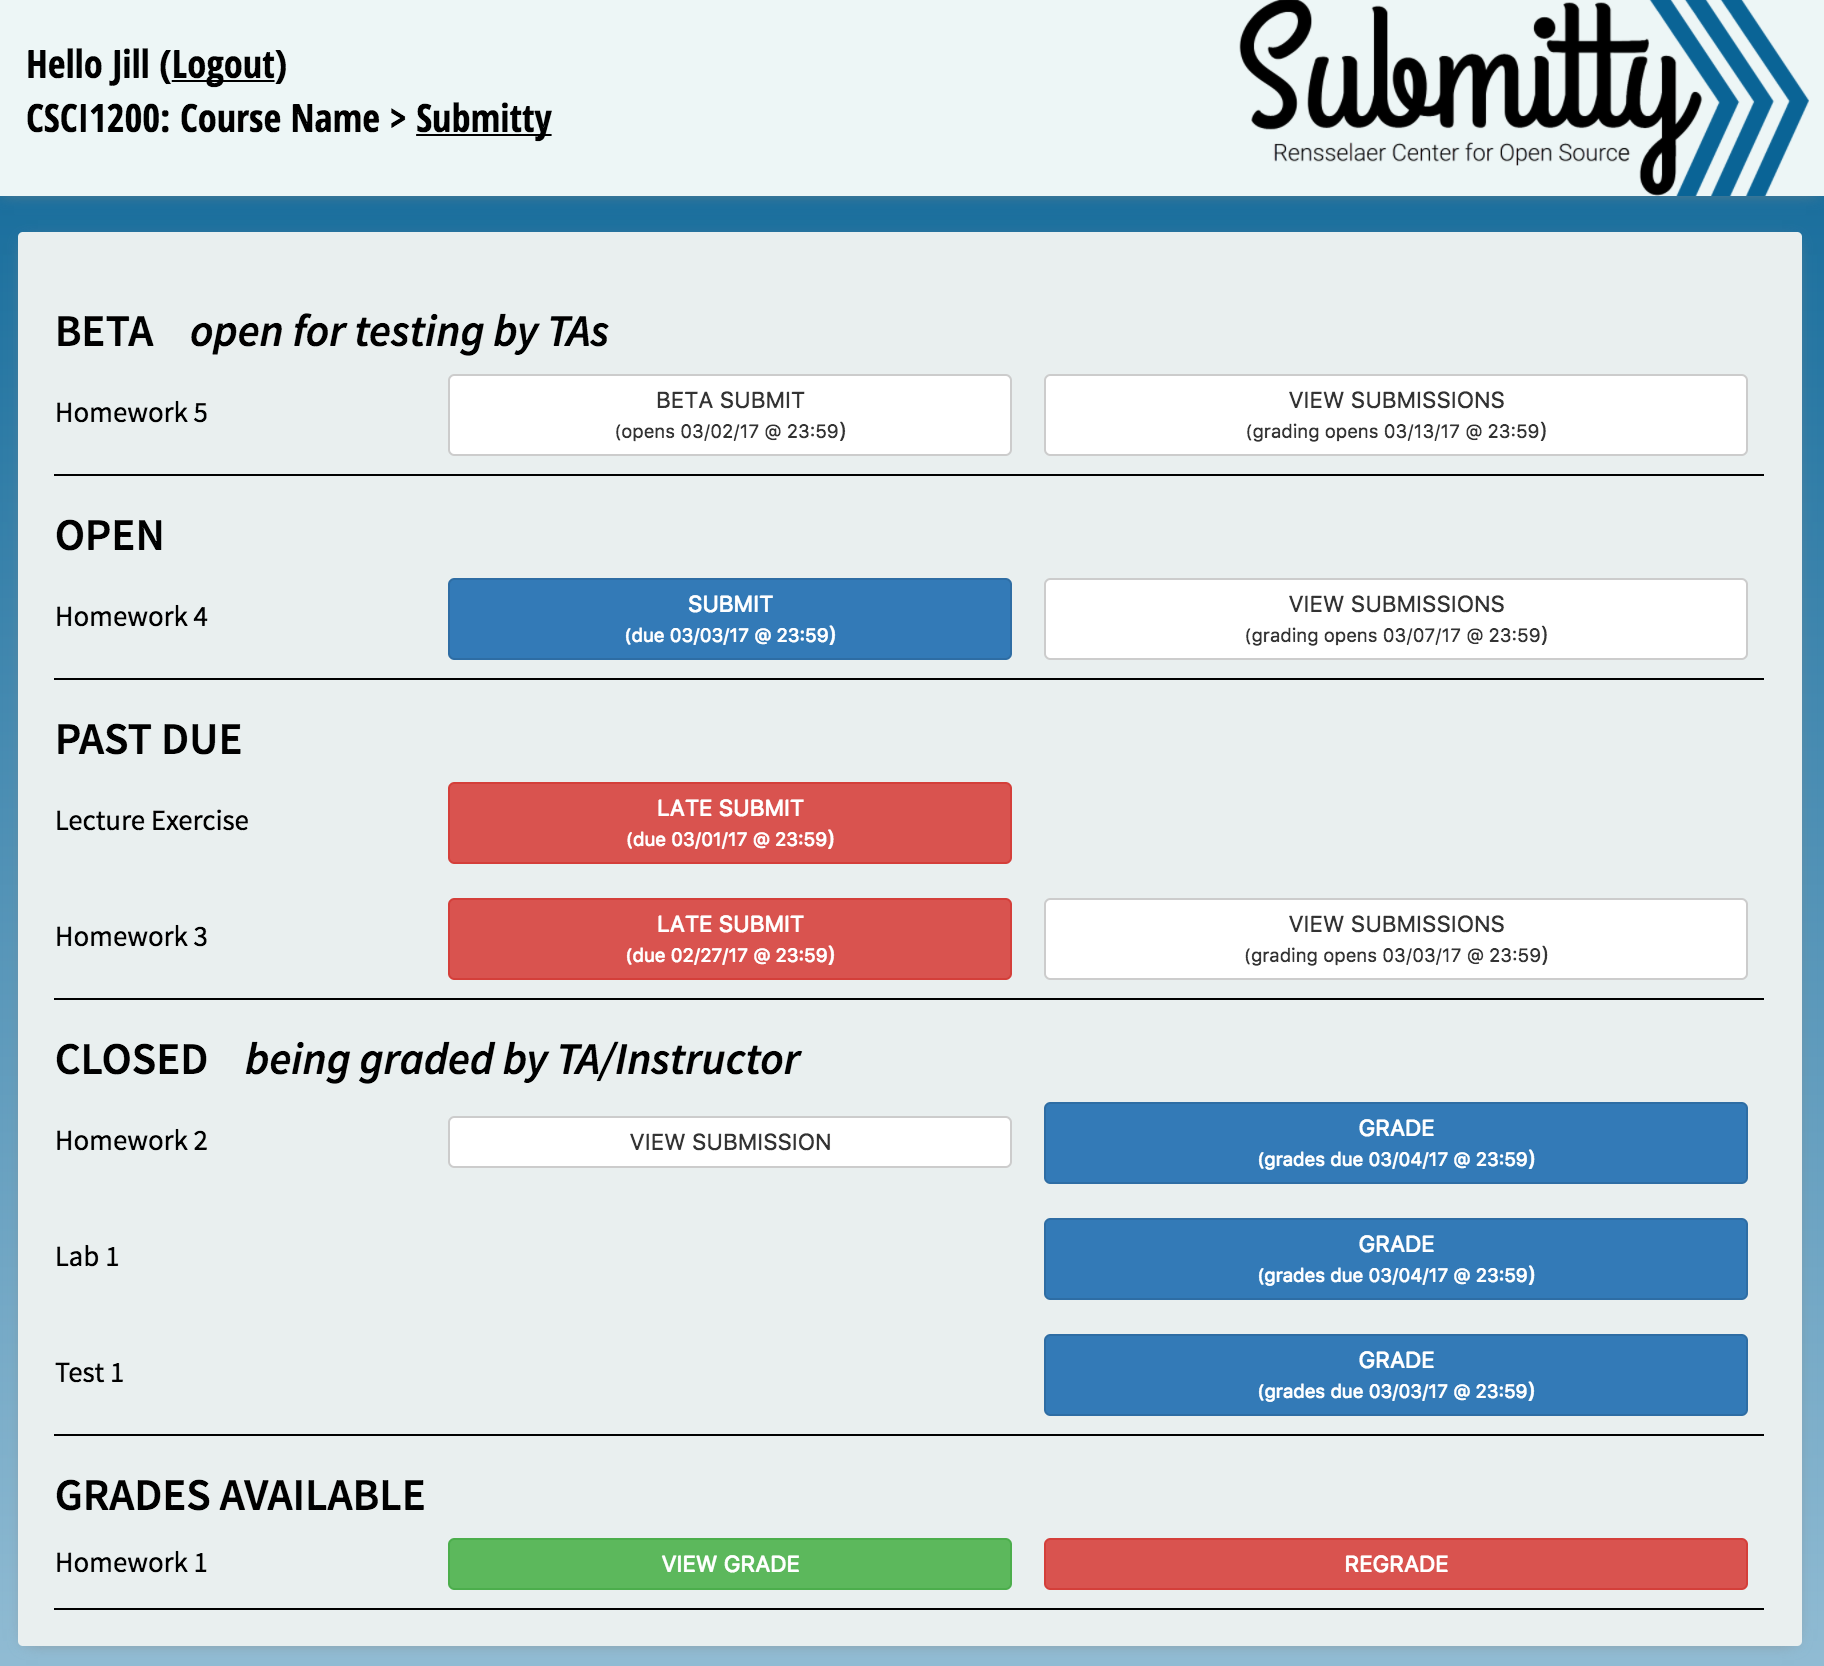 Hello Jill (Logout)
CSCI1200: Course Name > Submitty
Submitty
Rensselaer Center for Open Source
BETA open for testing by TAs
Homework 5
BETA SUBMIT
(opens 03/02/17 @ 23:59)
VIEW SUBMISSIONS
(grading opens 03/13/17 @ 23:59)
OPEN
Homework 4
SUBMIT
(due 03/03/17 @ 23:59)
VIEW SUBMISSIONS
(grading opens 03/07/17 @ 23:59)
PAST DUE
Lecture Exercise
LATE SUBMIT
(due 03/01/17 @ 23:59)
Homework 3
LATE SUBMIT
(due 02/27/17 @ 23:59)
VIEW SUBMISSIONS
(grading opens 03/03/17 @ 23:59)
CLOSED being graded by TA/Instructor
Homework 2
VIEW SUBMISSION
GRADE
(grades due 03/04/17 @ 23:59)
Lab 1
GRADE
(grades due 03/04/17 @ 23:59)
Test 1
GRADE
(grades due 03/03/17 @ 23:59)
GRADES AVAILABLE
Homework 1
VIEW GRADE
REGRADE